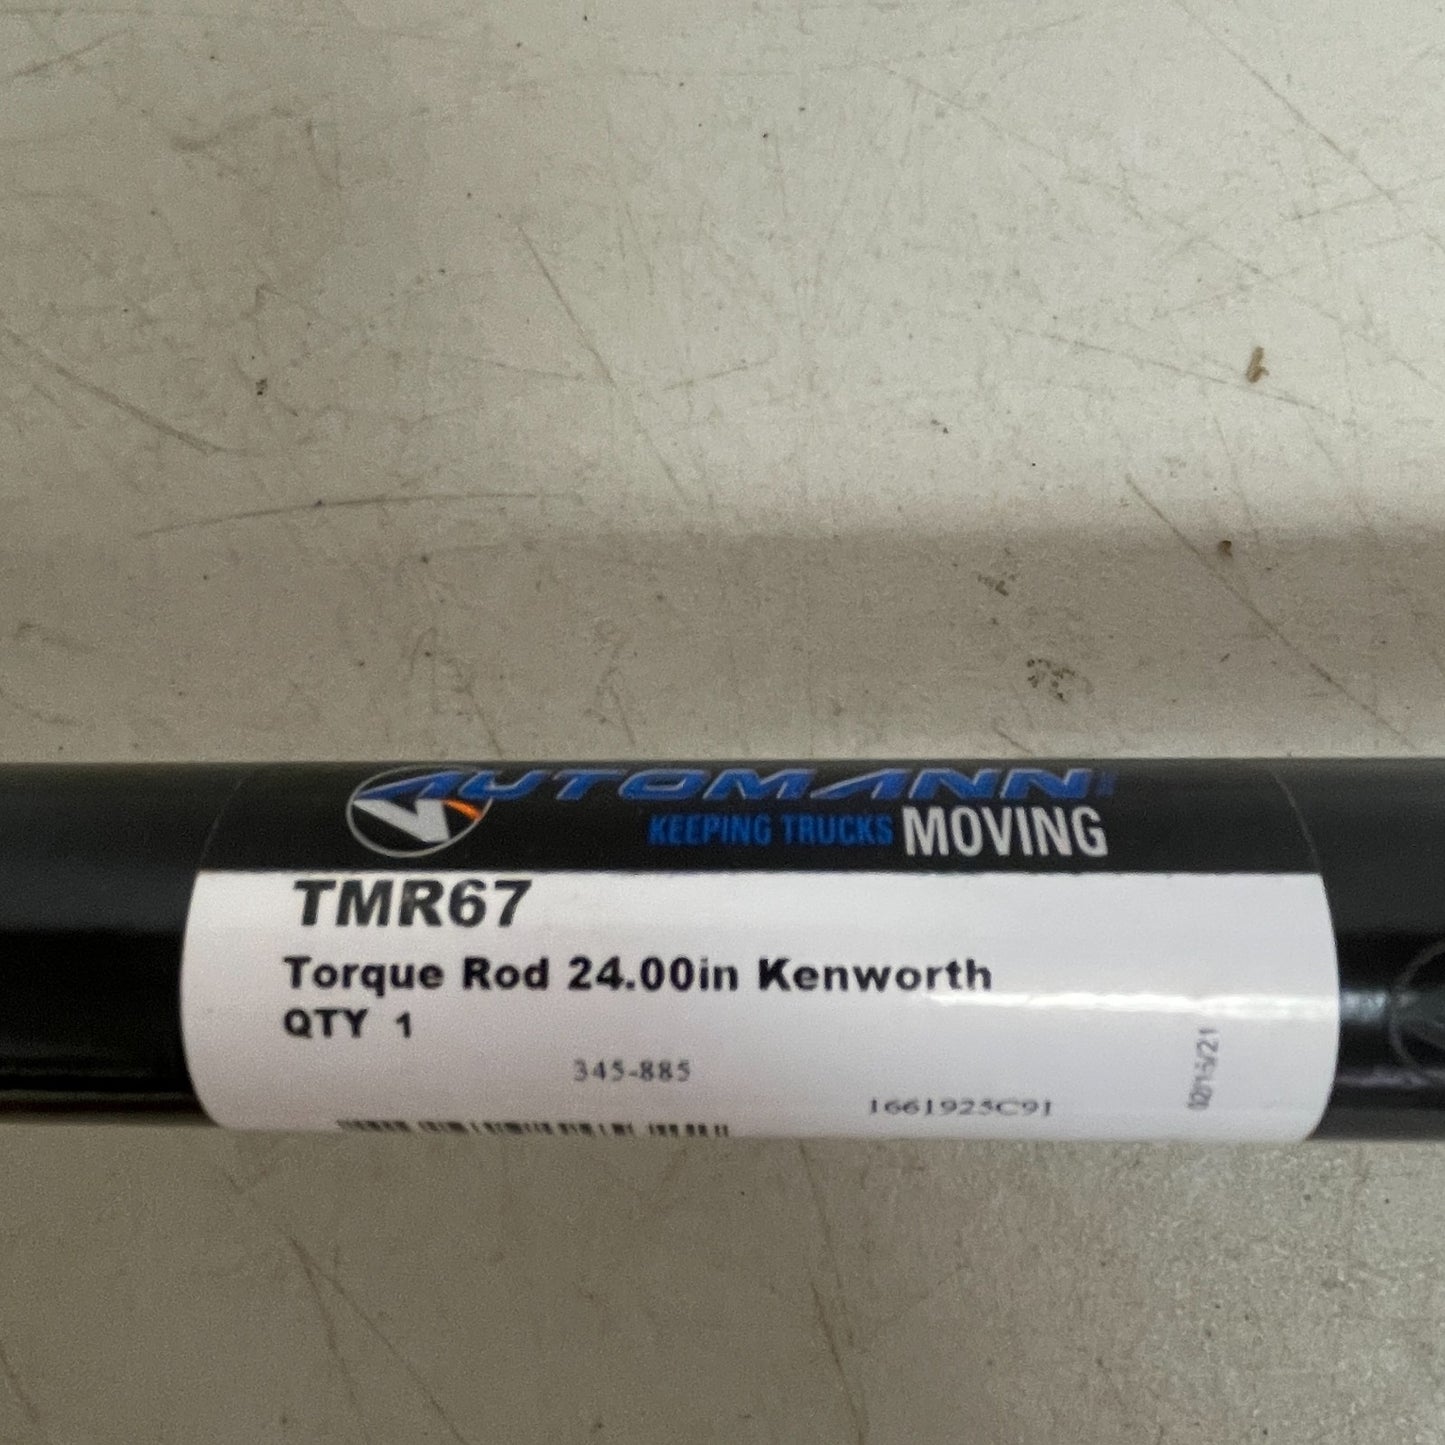 AUTOMANN
KEEPING TRUCKS MOVING
TMR67
Torque Rod 24.00in Kenworth
QTY 1
345-885
1661925C91